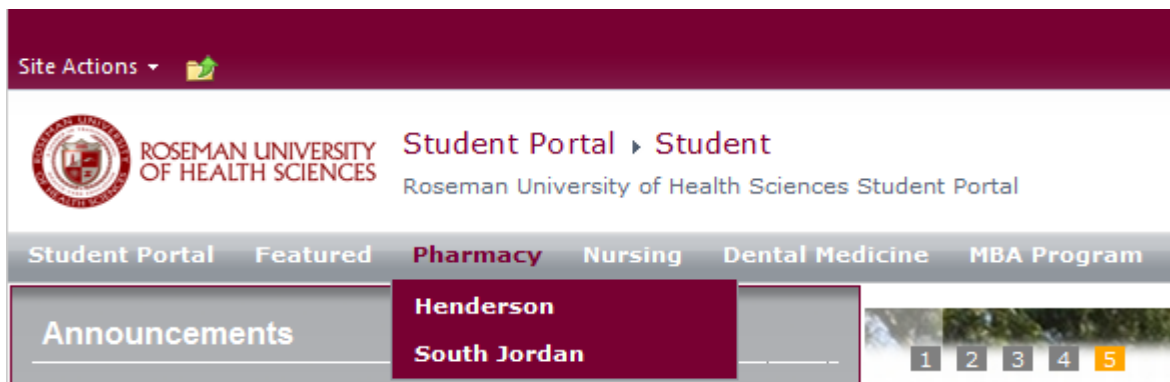 Site Actions
ROSEMAN UNIVERSITY
OF HEALTH SCIENCES
Student Portal ▸ Student
Roseman University of Health Sciences Student Portal
Student Portal Featured Pharmacy Nursing Dental Medicine MBA Program
Henderson
South Jordan
Announcements
1 2 3 4 5